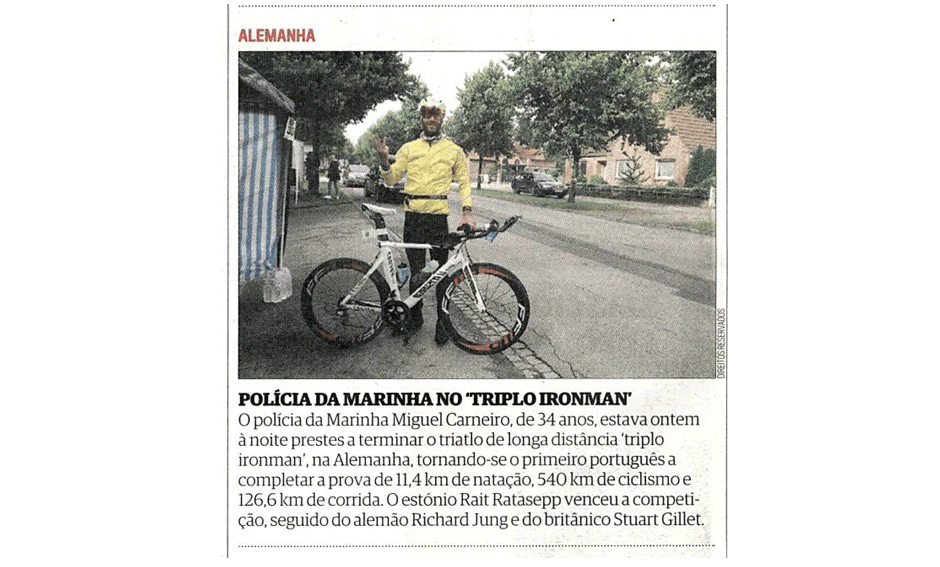 ALEMANHA
DIREITOS RESERVADOS
POLÍCIA DA MARINHA NO ‘TRIPLO IRONMAN’
O polícia da Marinha Miguel Carneiro, de 34 anos, estava ontem
à noite prestes a terminar o triatlo de longa distância ‘triplo
ironman’, na Alemanha, tornando-se o primeiro português a
completar a prova de 11,4 km de natação, 540 km de ciclismo e
126,6 km de corrida. O estónio Rait Ratasepp venceu a competi-
ção, seguido do alemão Richard Jung e do britânico Stuart Gillet.